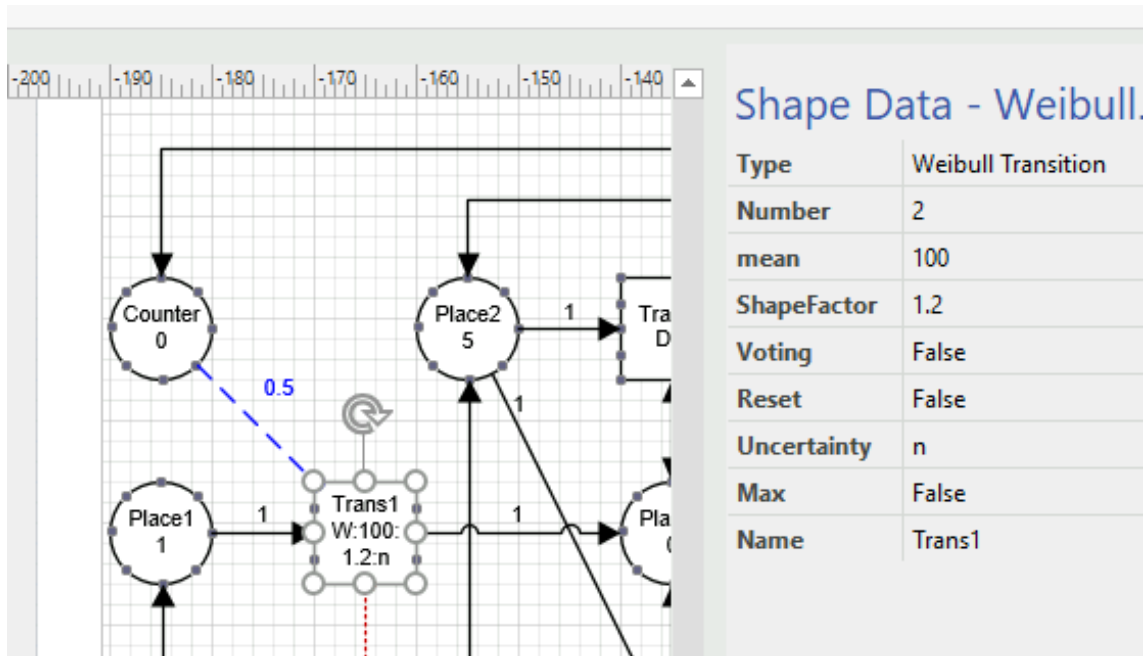 -200 -190 -180 -170 -160 -150 -140
Shape Data - Weibull.
Type Weibull Transition
Number 2
mean 100
ShapeFactor 1.2
Voting False
Reset False
Uncertainty n
Max False
Name Trans1
Counter
0
Place2
5
1
Tra
D
0.5
1
Place1
1
1
Trans1
W:100:
1.2:n
1
Pla